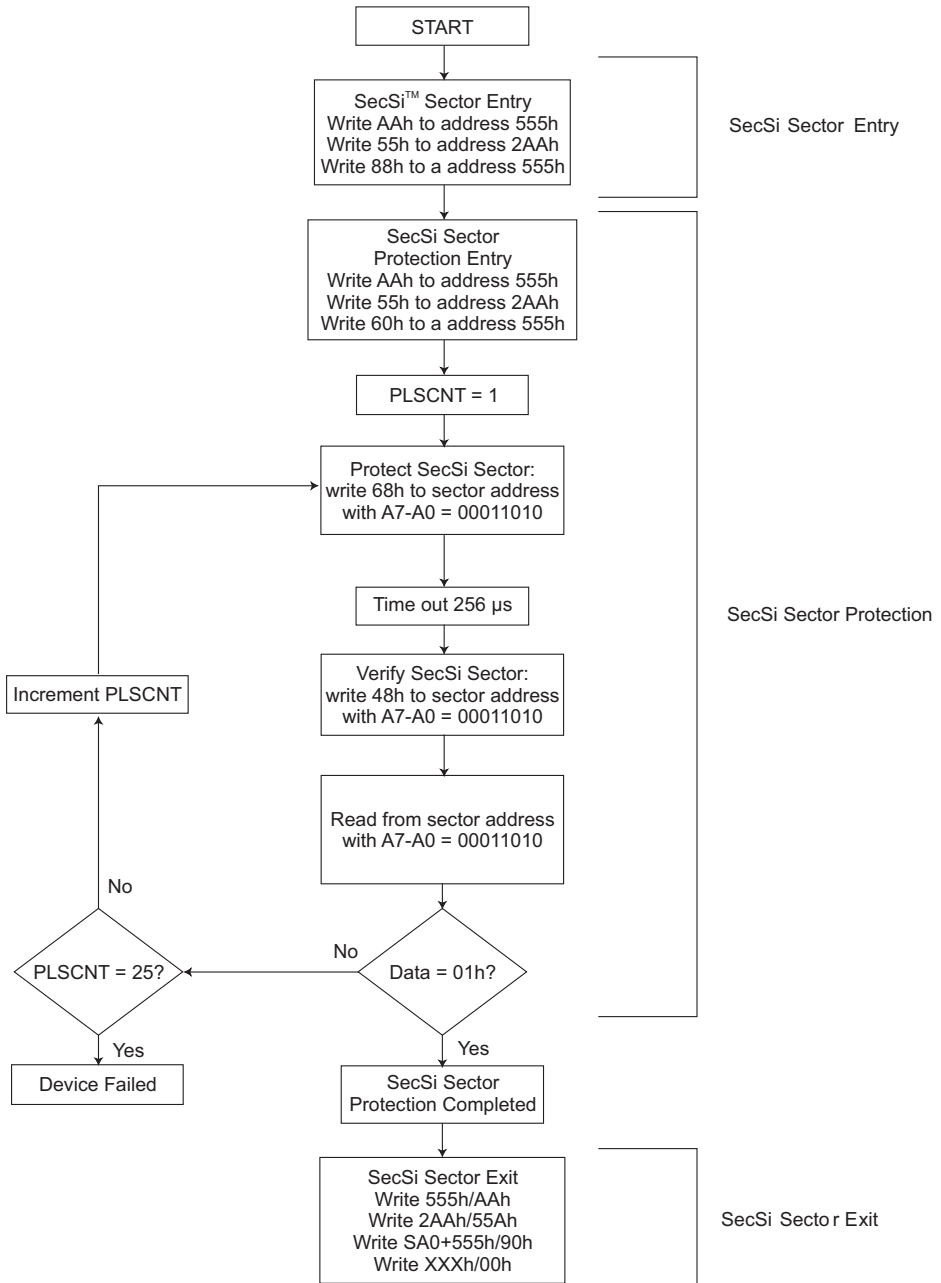 START
SecSi™ Sector Entry
Write AAh to address 555h
Write 55h to address 2AAh
Write 88h to a address 555h
SecSi Sector Entry
SecSi Sector
Protection Entry
Write AAh to address 555h
Write 55h to address 2AAh
Write 60h to a address 555h
PLSCNT = 1
Protect SecSi Sector:
write 68h to sector address
with A7-A0 = 00011010
Time out 256 µs
SecSi Sector Protection
Verify SecSi Sector:
write 48h to sector address
with A7-A0 = 00011010
Increment PLSCNT
Read from sector address
with A7-A0 = 00011010
No
No
PLSCNT = 25?
Data = 01h?
Yes
Yes
Device Failed
SecSi Sector
Protection Completed
SecSi Sector Exit
Write 555h/AAh
Write 2AAh/55Ah
Write SA0+555h/90h
Write XXXh/00h
SecSi Sector Exit